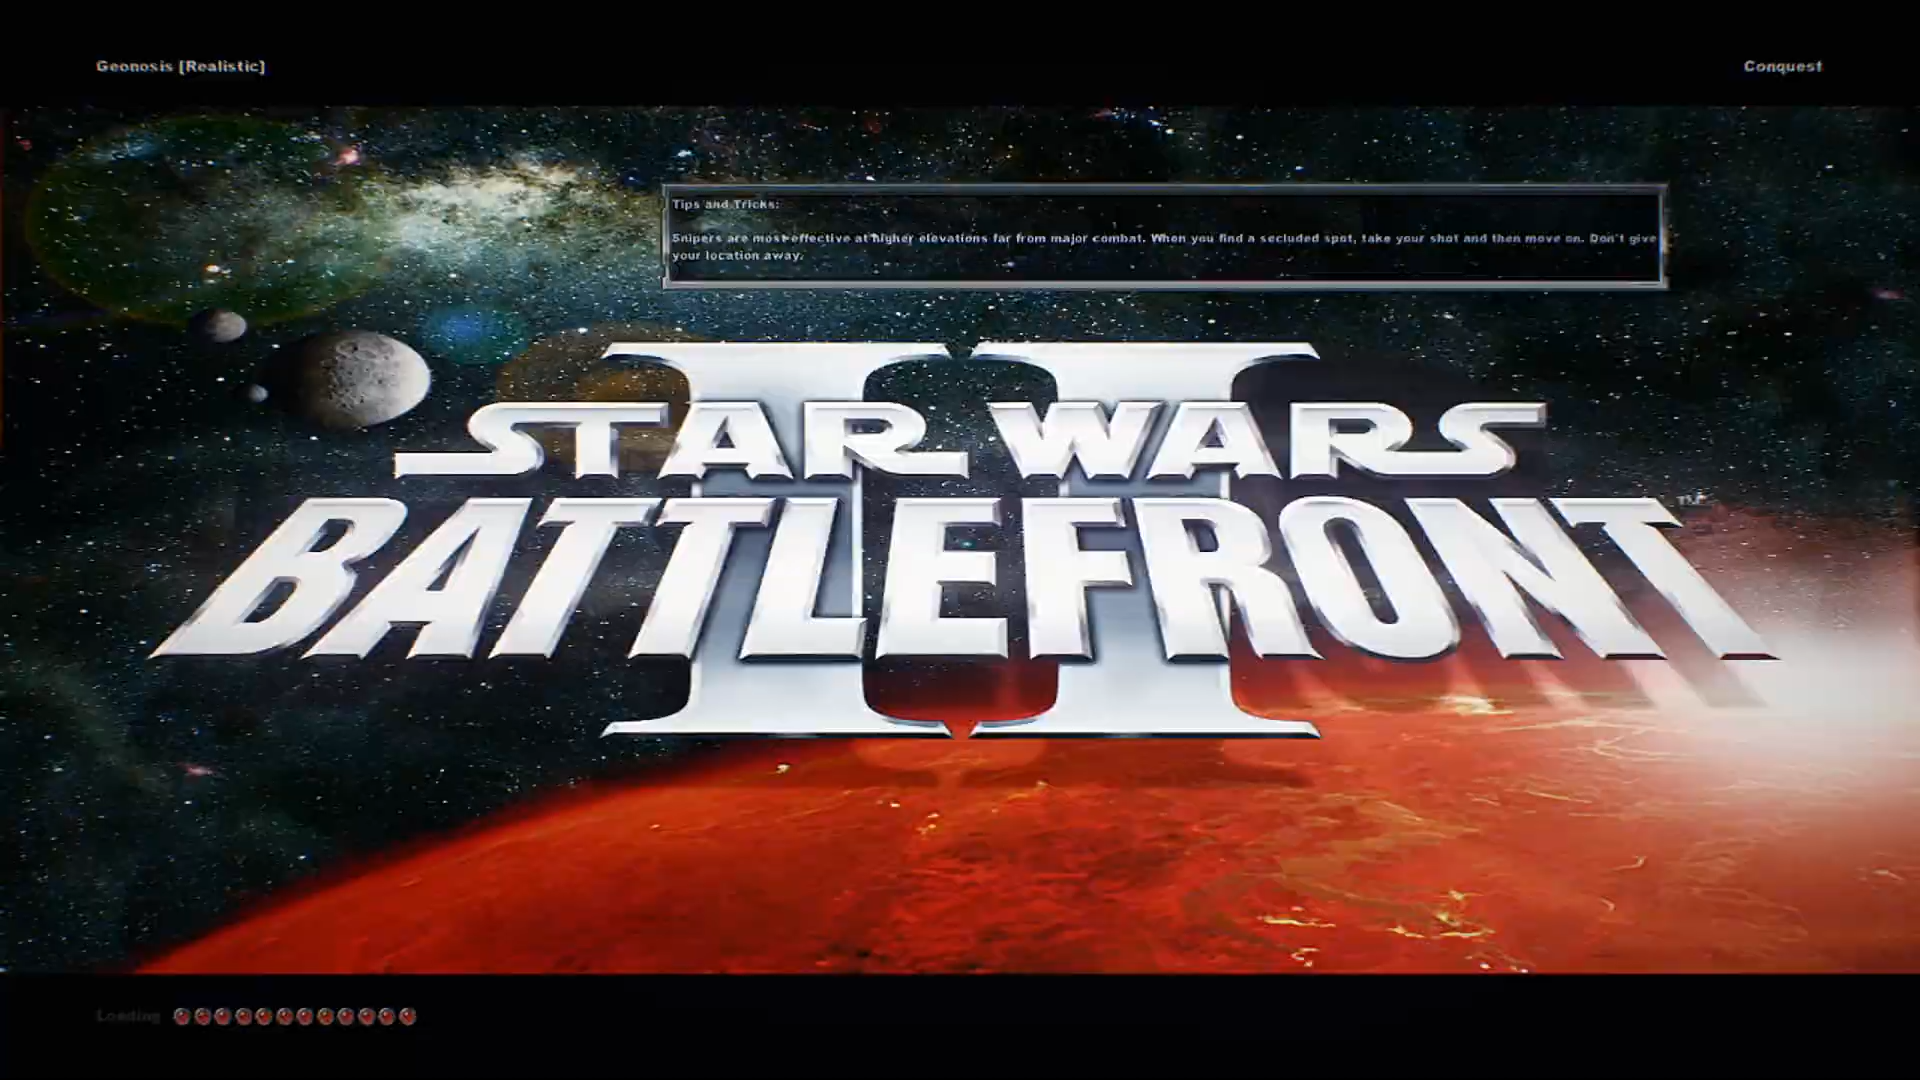 Geonosis [Realistic]
Conquest
Tips and Tricks:
Snipers are most effective at higher elevations far from major combat. When you find a secluded spot, take your shot and then move on. Don't give
your location away.
II
STAR WARS
BATTLEFRONT™
Loading